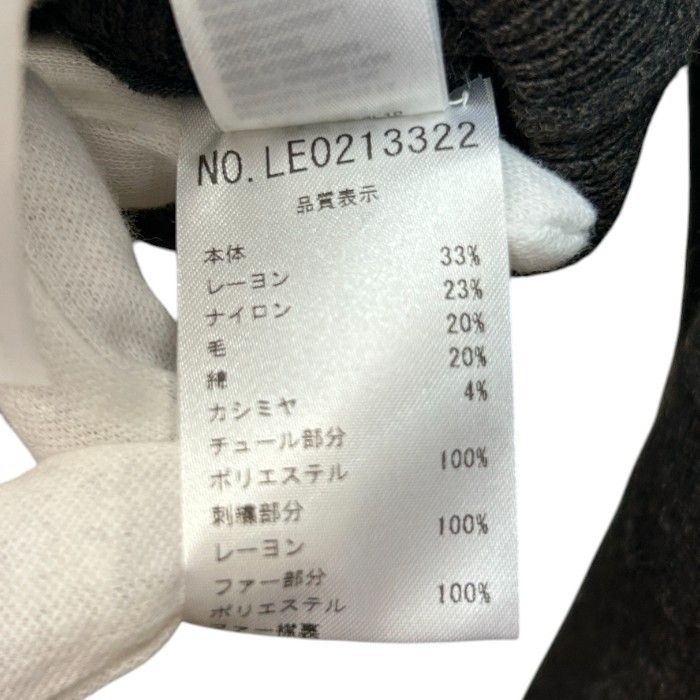 NO.LE0213322
品質表示
本体
レーヨン 33%
ナイロン 23%
毛 20%
綿 20%
カシミヤ 4%
チュール部分
ポリエステル 100%
刺繍部分
レーヨン 100%
ファー部分
ポリエステル 100%